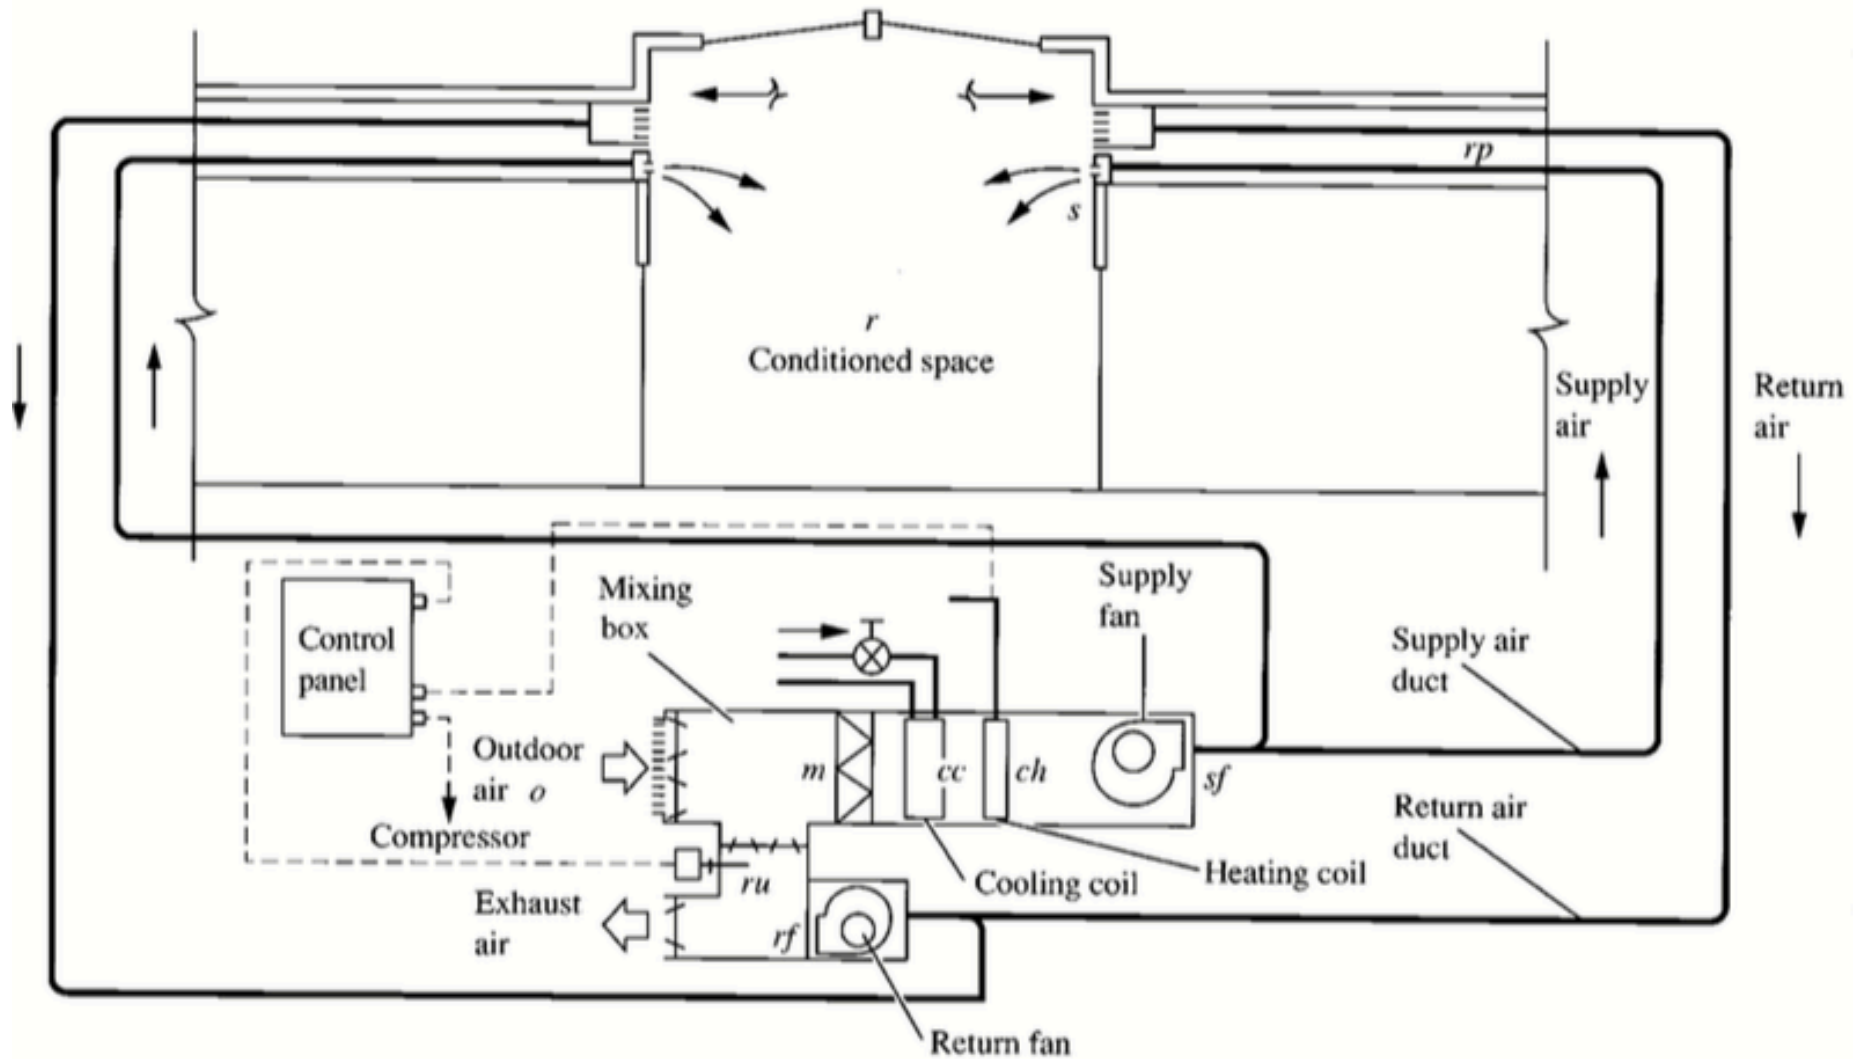 rp
s
r
Conditioned space
Supply
air
Return
air
Mixing
box
Supply
fan
Control
panel
Supply air
duct
Outdoor
air o
m
cc
ch
sf
Return air
duct
Compressor
ru
Cooling coil
Heating coil
Exhaust
air
rf
Return fan